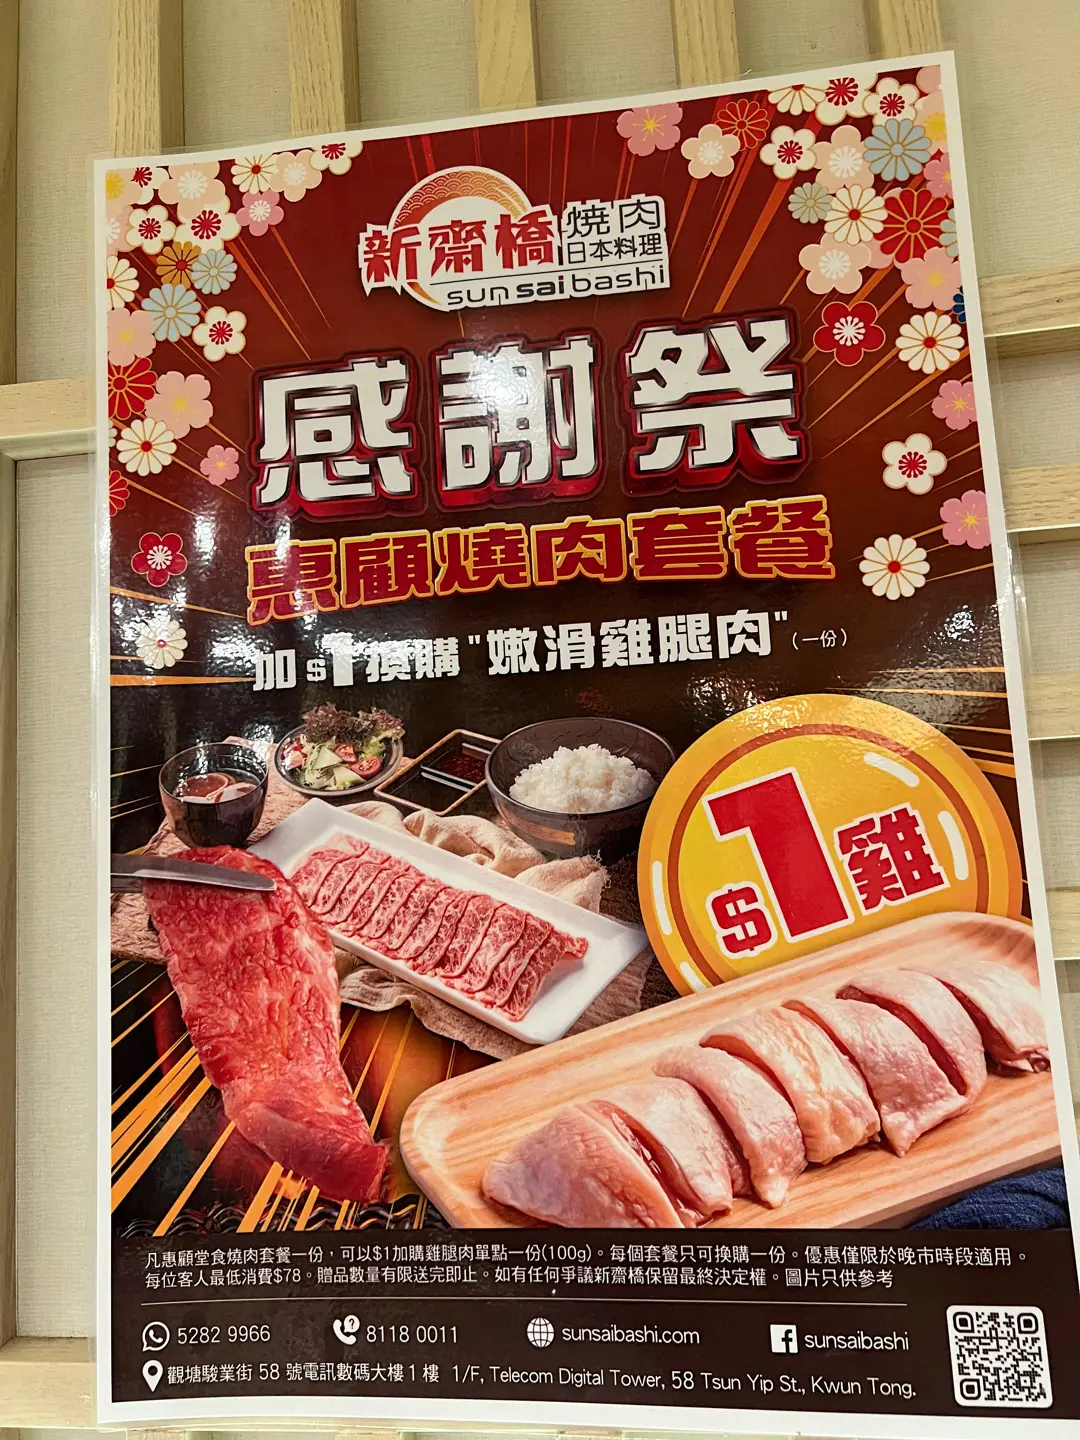 新齋橋
燒肉
日本料理
sunsaibashi
感謝祭
惠顧燒肉套餐
加$1換購"嫩滑雞腿肉"（一份）
$1雞
凡惠顧堂食燒肉套餐一份，可以$1加購雞腿肉單點一份(100g)。每個套餐只可換購一份。優惠僅限於晚市時段適用。
每位客人最低消費$78。贈品數量有限送完即止。如有任何爭議新齋橋保留最終決定權。圖片只供參考
5282 9966
8118 0011
sunsaibashi.com
sunsaibashi
觀塘駿業街 58 號電訊數碼大樓1樓 1/F, Telecom Digital Tower, 58 Tsun Yip St., Kwun Tong.